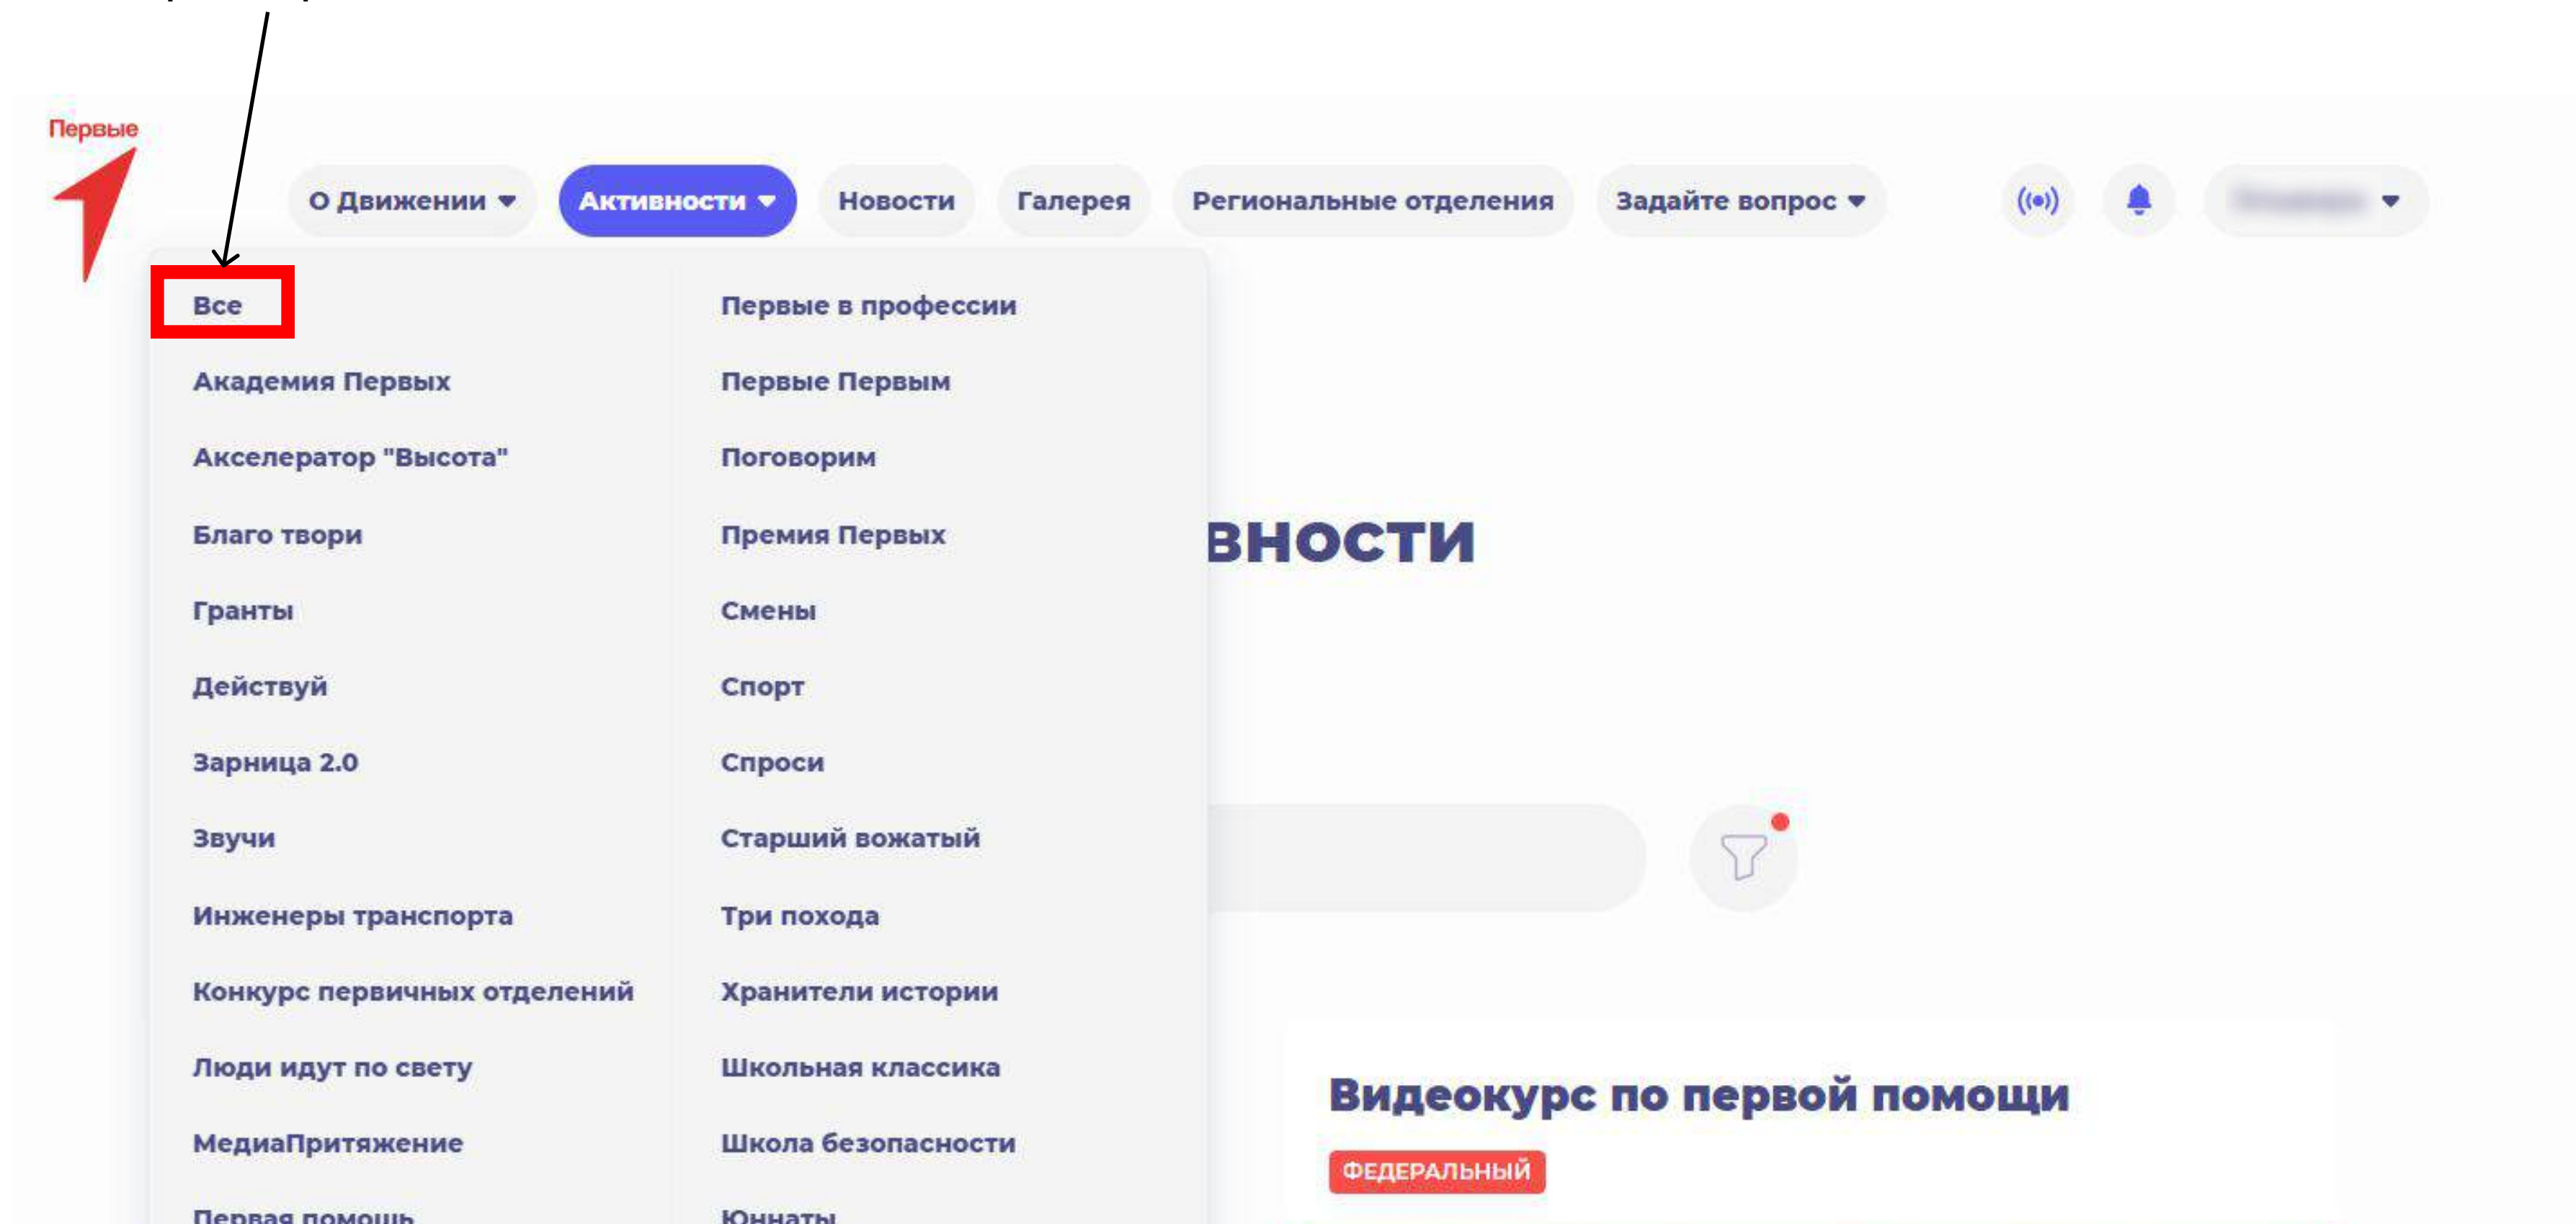 Первые
О Движении
Активности
Новости
Галерея
Региональные отделения
Задайте вопрос
Все
Академия Первых
Акселератор "Высота"
Благо твори
Гранты
Действуй
Зарница 2.0
Звучи
Инженеры транспорта
Конкурс первичных отделений
Люди идут по свету
МедиаПритяжение
Первая помощь
Первые в профессии
Первые Первым
Поговорим
Премия Первых
Смены
Спорт
Спроси
Старший вожатый
Три похода
Хранители истории
Школьная классика
Школа безопасности
Юннаты
вности
Видеокурс по первой помощи
ФЕДЕРАЛЬНЫЙ